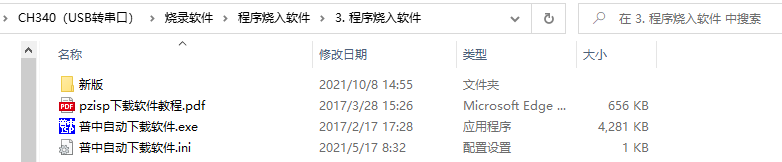 CH340（USB转串口） › 烧录软件 › 程序烧入软件 › 3. 程序烧入软件 在 3. 程序烧入软件 中搜索
名称 修改日期 类型 大小
新版 2021/10/8 14:55 文件夹
pzisp下载软件教程.pdf 2017/3/28 15:26 Microsoft Edge ... 656 KB
普中自动下载软件.exe 2017/2/17 17:28 应用程序 4,281 KB
普中自动下载软件.ini 2021/5/17 8:32 配置设置 1 KB